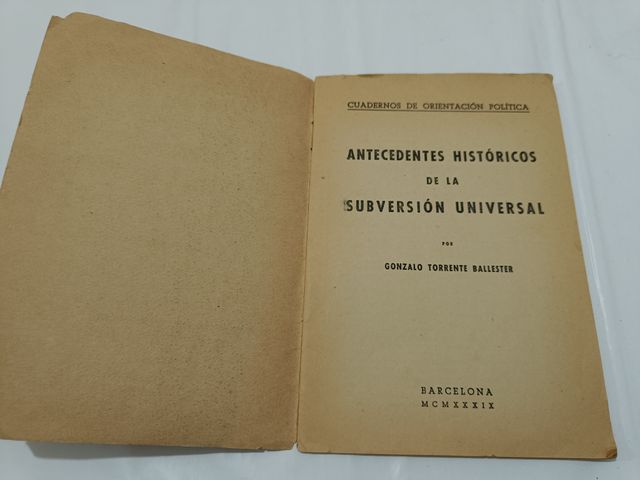 CUADERNOS DE ORIENTACIÓN POLÍTICA
ANTECEDENTES HISTÓRICOS
DE LA
SUBVERSIÓN UNIVERSAL
POR
GONZALO TORRENTE BALLESTER
BARCELONA
MCMXXXIX